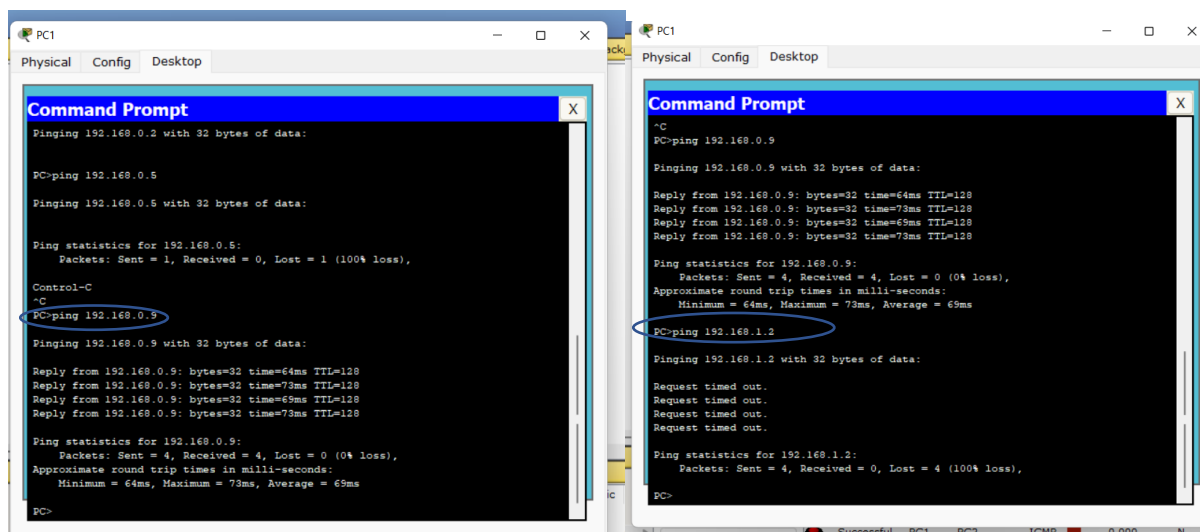 PC1
Physical Config Desktop
Command Prompt
X
Pinging 192.168.0.2 with 32 bytes of data:
PC>ping 192.168.0.5
Pinging 192.168.0.5 with 32 bytes of data:
Ping statistics for 192.168.0.5:
Packets: Sent = 1, Received = 0, Lost = 1 (100% loss),
Control-C
^C
PC>ping 192.168.0.9
Pinging 192.168.0.9 with 32 bytes of data:
Reply from 192.168.0.9: bytes=32 time=64ms TTL=128
Reply from 192.168.0.9: bytes=32 time=73ms TTL=128
Reply from 192.168.0.9: bytes=32 time=69ms TTL=128
Reply from 192.168.0.9: bytes=32 time=73ms TTL=128
Ping statistics for 192.168.0.9:
Packets: Sent = 4, Received = 4, Lost = 0 (0% loss),
Approximate round trip times in milli-seconds:
Minimum = 64ms, Maximum = 73ms, Average = 69ms
PC>
PC1
Physical Config Desktop
Command Prompt
X
^C
PC>ping 192.168.0.9
Pinging 192.168.0.9 with 32 bytes of data:
Reply from 192.168.0.9: bytes=32 time=64ms TTL=128
Reply from 192.168.0.9: bytes=32 time=73ms TTL=128
Reply from 192.168.0.9: bytes=32 time=69ms TTL=128
Reply from 192.168.0.9: bytes=32 time=73ms TTL=128
Ping statistics for 192.168.0.9:
Packets: Sent = 4, Received = 4, Lost = 0 (0% loss),
Approximate round trip times in milli-seconds:
Minimum = 64ms, Maximum = 73ms, Average = 69ms
PC>ping 192.168.1.2
Pinging 192.168.1.2 with 32 bytes of data:
Request timed out.
Request timed out.
Request timed out.
Request timed out.
Ping statistics for 192.168.1.2:
Packets: Sent = 4, Received = 0, Lost = 4 (100% loss),
PC>
Successful PC1 PC2 ICMP 0.000 N